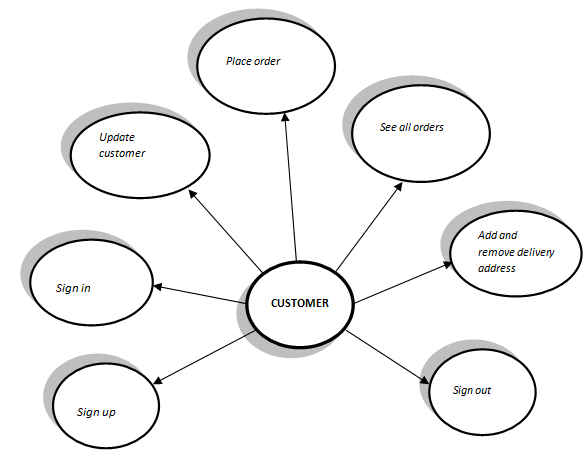 Place order
See all orders
Update
customer
Add and
remove delivery
address
Sign in
CUSTOMER
Sign out
Sign up